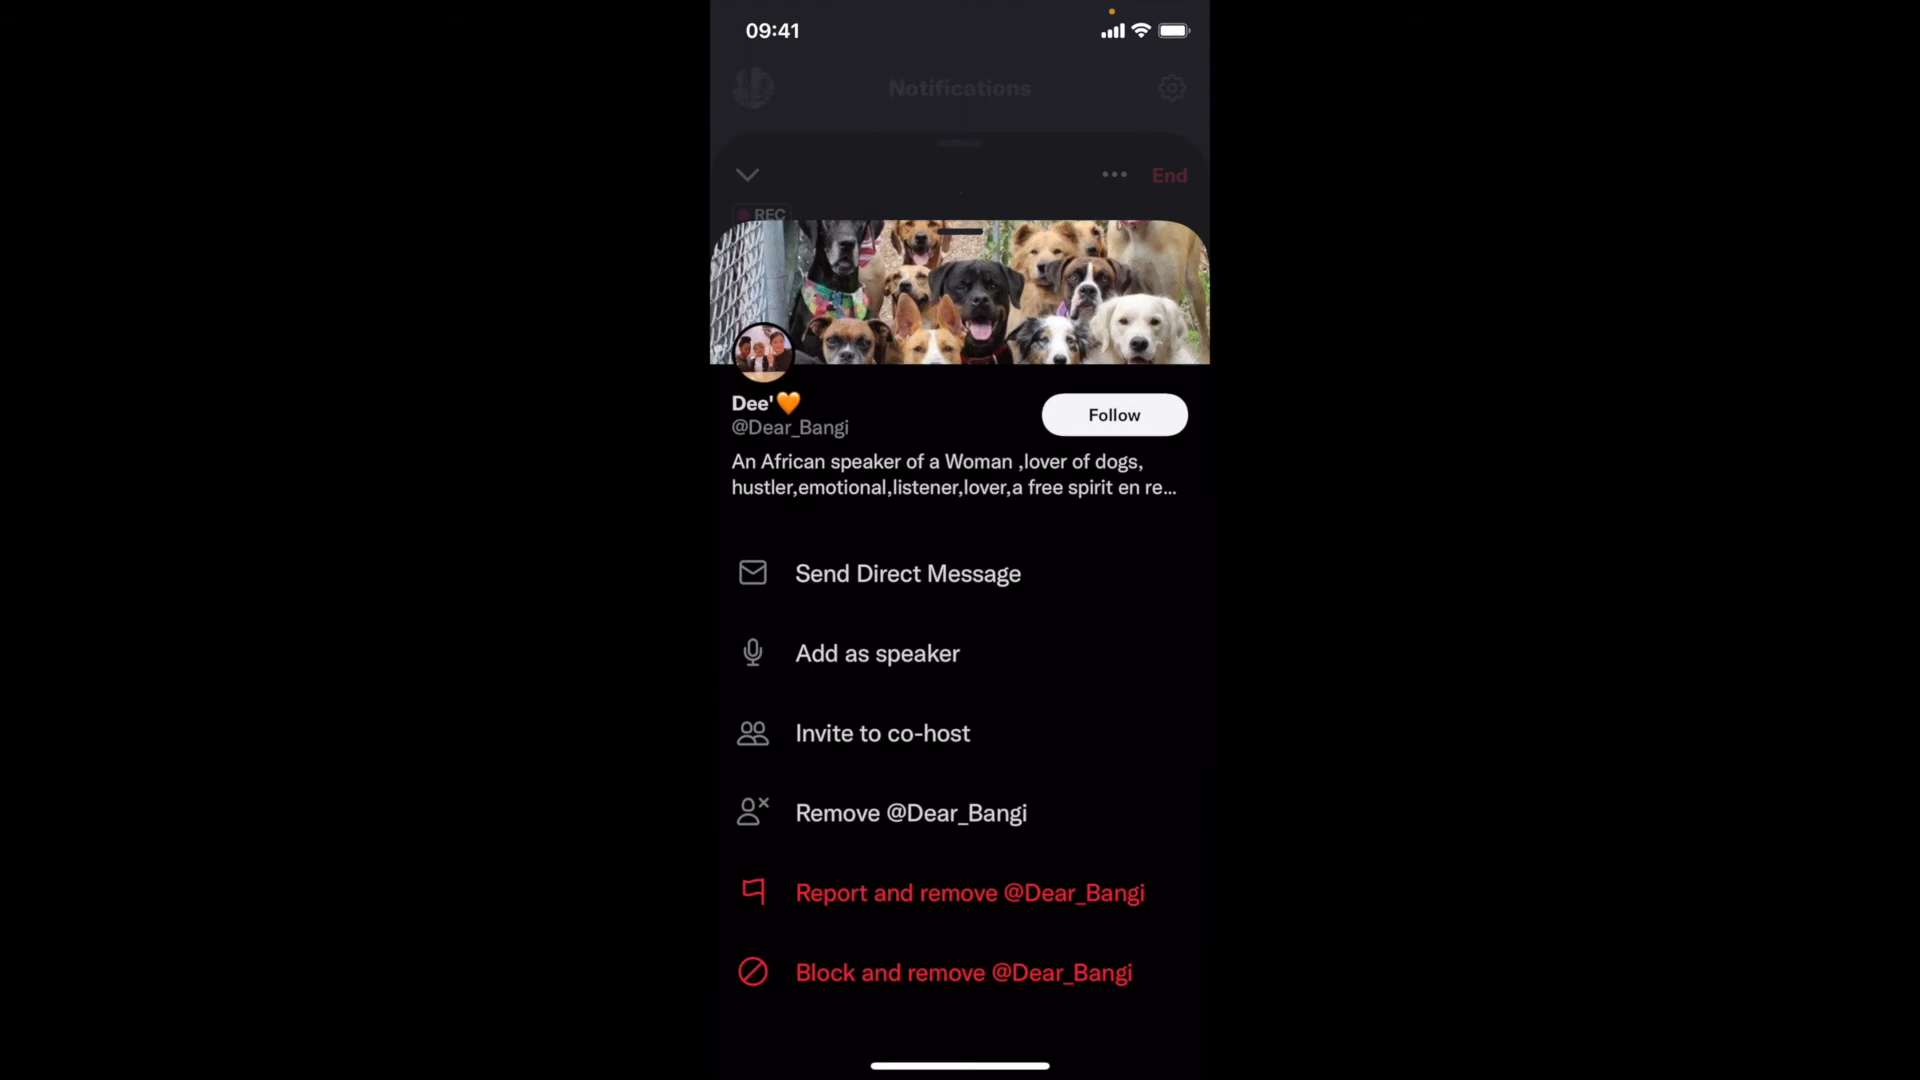 09:41
Notifications
End
REC
Dee'🧡
@Dear_Bangi
Follow
An African speaker of a Woman ,lover of dogs,
hustler,emotional,listener,lover,a free spirit en re...
Send Direct Message
Add as speaker
Invite to co-host
Remove @Dear_Bangi
Report and remove @Dear_Bangi
Block and remove @Dear_Bangi